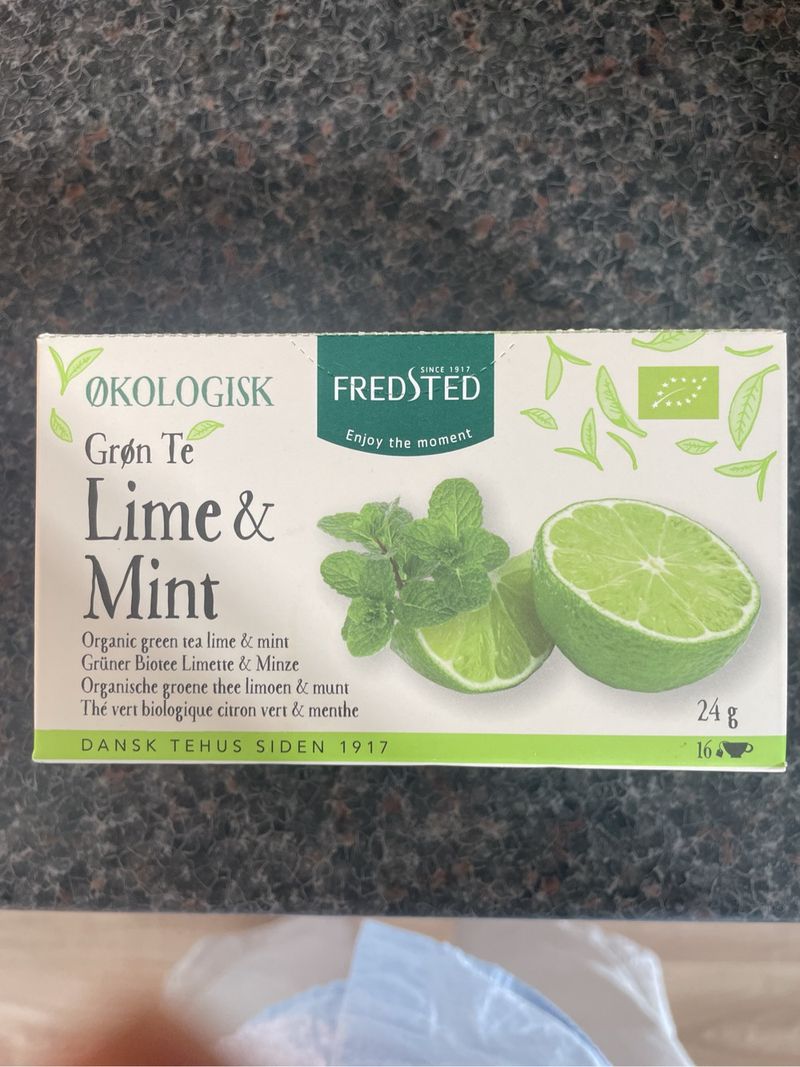 ØKOLOGISK
Grøn Te
Lime &
Mint
Organic green tea lime & mint
Grüner Biotee Limette & Minze
Organische groene thee limoen & munt
Thé vert biologique citron vert & menthe
SINCE 1917
FREDSTED
Enjoy the moment
24 g
DANSK TEHUS SIDEN 1917
16